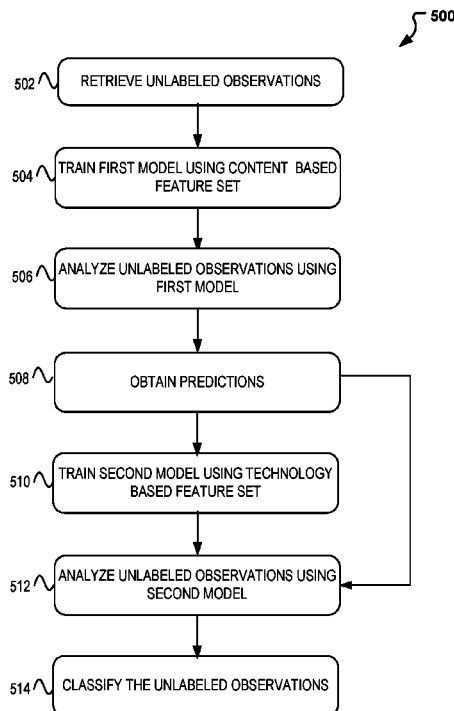 500
502 RETRIEVE UNLABELED OBSERVATIONS
504 TRAIN FIRST MODEL USING CONTENT BASED
FEATURE SET
506 ANALYZE UNLABELED OBSERVATIONS USING
FIRST MODEL
508 OBTAIN PREDICTIONS
510 TRAIN SECOND MODEL USING TECHNOLOGY
BASED FEATURE SET
512 ANALYZE UNLABELED OBSERVATIONS USING
SECOND MODEL
514 CLASSIFY THE UNLABELED OBSERVATIONS